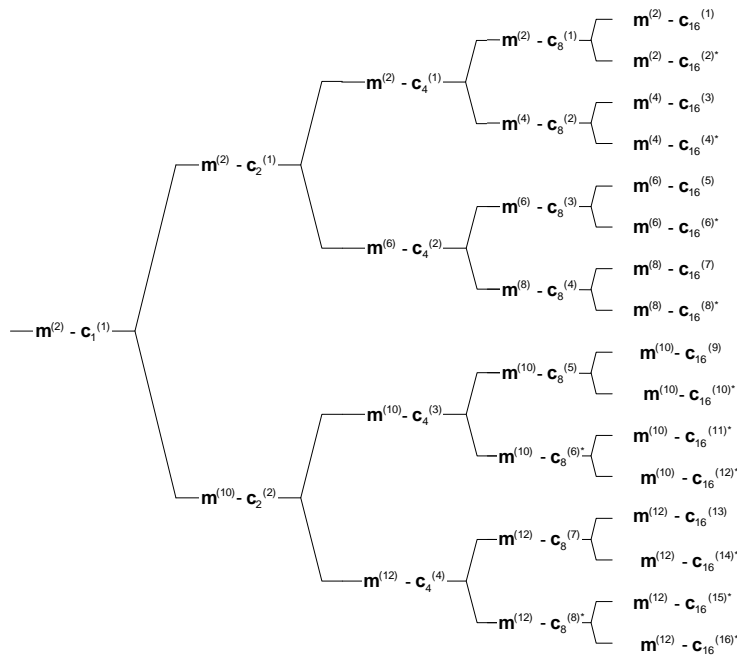 m(2) - c16(1)
m(2) - c8(1)
m(2) - c16(2)*
m(2) - c4(1)
m(4) - c16(3)
m(4) - c8(2)
m(4) - c16(4)*
m(2) - c2(1)
m(6) - c16(5)
m(6) - c8(3)
m(6) - c16(6)*
m(6) - c4(2)
m(8) - c16(7)
m(8) - c8(4)
m(8) - c16(8)*
m(2) - c1(1)
m(10) - c16(9)
m(10) - c8(5)
m(10) - c16(10)*
m(10) - c4(3)
m(10) - c16(11)*
m(10) - c8(6)*
m(10) - c16(12)*
m(10) - c2(2)
m(12) - c16(13)
m(12) - c8(7)
m(12) - c16(14)*
m(12) - c4(4)
m(12) - c16(15)*
m(12) - c8(8)*
m(12) - c16(16)*